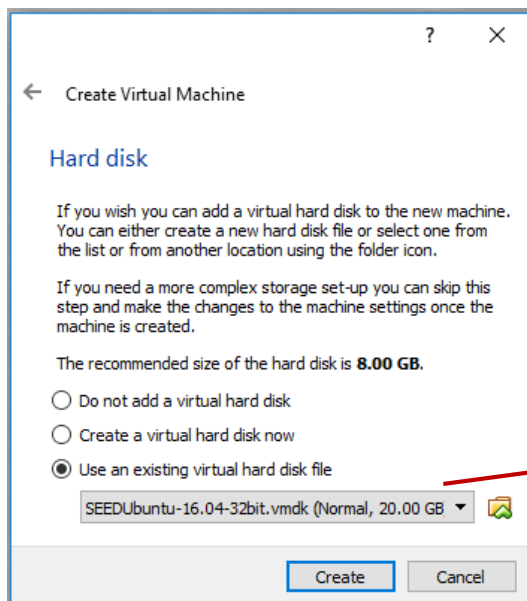 ?
Create Virtual Machine
Hard disk
If you wish you can add a virtual hard disk to the new machine.
You can either create a new hard disk file or select one from
the list or from another location using the folder icon.
If you need a more complex storage set-up you can skip this
step and make the changes to the machine settings once the
machine is created.
The recommended size of the hard disk is 8.00 GB.
Do not add a virtual hard disk
Create a virtual hard disk now
Use an existing virtual hard disk file
SEEDUbuntu-16.04-32bit.vmdk (Normal, 20.00 GB
Create Cancel